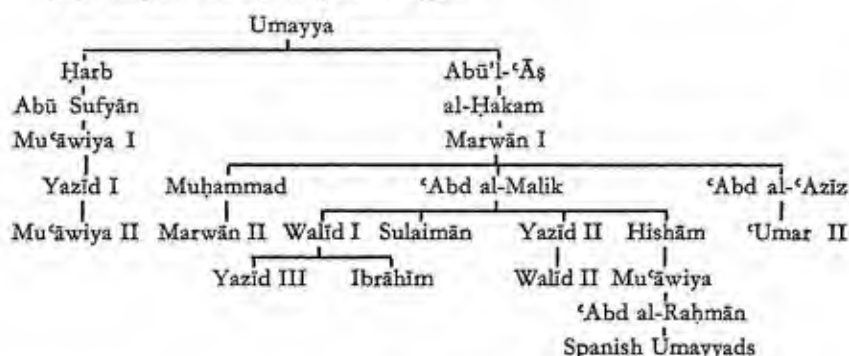 Umayya
Ḥarb Abū'l-ʿĀṣ
Abū Sufyān al-Ḥakam
Muʿāwiya I Marwān I
Yazīd I Muḥammad ʿAbd al-Malik ʿAbd al-ʿAzīz
Muʿāwiya II Marwān II Walīd I Sulaimān Yazīd II Hishām ʿUmar II
Yazīd III Ibrāhīm Walīd II Muʿāwiya
ʿAbd al-Raḥmān
Spanish Umayyads